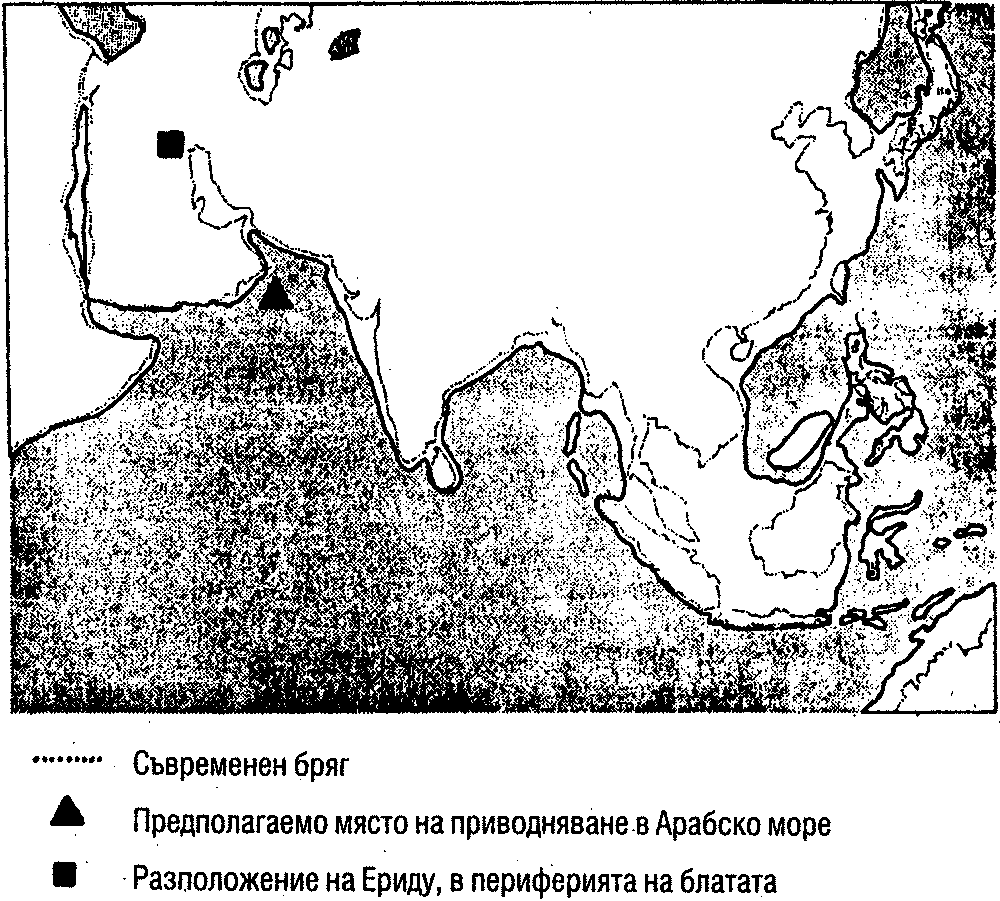 Съвременен бряг
Предполагаемо място на приводняване в Арабско море
Разположение на Ериду, в периферията на блатата